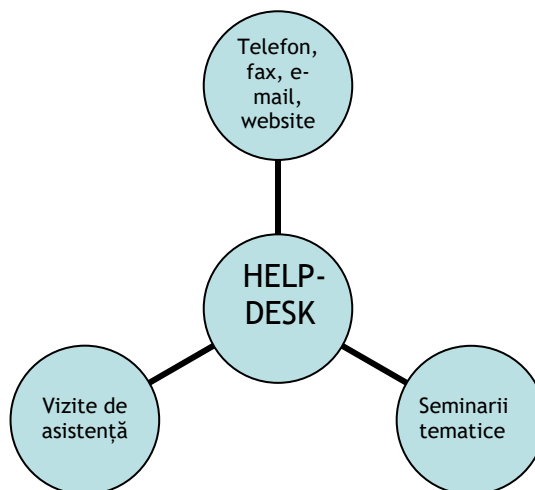 Telefon,
fax, e-
mail,
website
HELP-
DESK
Vizite de
asistență
Seminarii
tematice